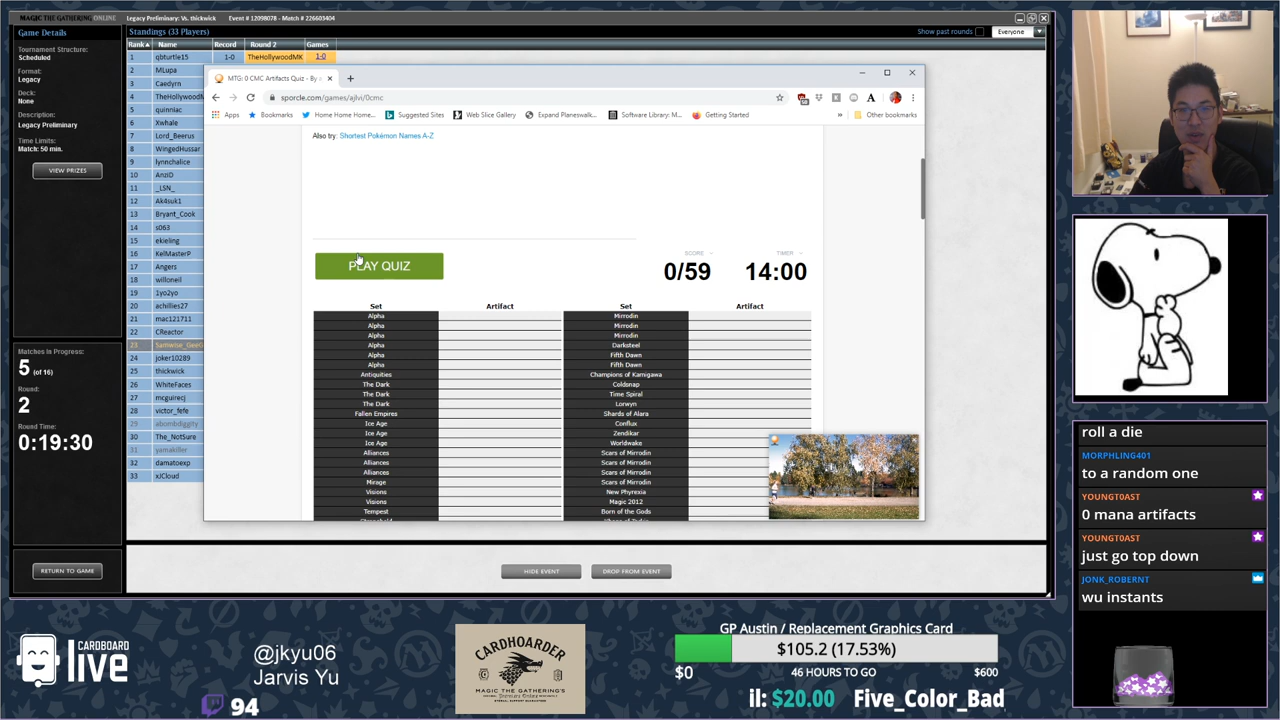 MAGIC THE GATHERING ONLINE
Legacy Preliminary: Vs. thickwick
Event # 12098078 - Match # 226603404
Game Details
Tournament Structure:
Scheduled
Format:
Legacy
Deck:
None
Description:
Legacy Preliminary
Time Limits:
Match: 50 min.
VIEW PRIZES
Matches In Progress:
5 (of 16)
Round:
2
Round Time:
0:19:30
RETURN TO GAME
Standings (33 Players)
Show past rounds
Everyone
Rank Name Record Round 2 Games
1 qbturtle15 1-0 TheHollywoodMK 1-0
2 MLupa
3 Caedyrn
4 TheHollywoodM
5 quinniac
6 Xwhale
7 Lord_Beerus
8 WingedHussar
9 lynnchalice
10 AnziD
11 _LSN_
12 Ak4suk1
13 Bryant_Cook
14 s063
15 ekieling
16 KelMasterP
17 Angers
18 willoneil
19 1yo2yo
20 achillies27
21 mac121711
22 CReactor
23
24 joker10289
25 thickwick
26 WhiteFaces
27 mcguirecj
28 victor_fefe
29 abombdiggity
30 The_NotSure
31 yamakiller
32 damatoexp
33 xJCloud
MTG: 0 CMC Artifacts Quiz - By a
sporcle.com/games/ajlvi/0cmc
Apps
Bookmarks
Home Home Home...
Suggested Sites
Web Slice Gallery
Expand Planeswalk...
Software Library: M...
Getting Started
»
Other bookmarks
Also try: Shortest Pokémon Names A-Z
PLAY QUIZ
SCORE
0/59
TIMER
14:00
Set Artifact Set Artifact
Alpha Mirrodin
Alpha Mirrodin
Alpha Mirrodin
Alpha Darksteel
Alpha Fifth Dawn
Alpha Fifth Dawn
Antiquities Champions of Kamigawa
The Dark Coldsnap
The Dark Time Spiral
The Dark Lorwyn
Fallen Empires Shards of Alara
Ice Age Conflux
Ice Age Zendikar
Ice Age Worldwake
Alliances Scars of Mirrodin
Alliances Scars of Mirrodin
Alliances Scars of Mirrodin
Mirage Scars of Mirrodin
Visions New Phyrexia
Visions Magic 2012
Tempest Born of the Gods
HIDE EVENT
DROP FROM EVENT
roll a die
MORPHLING401
to a random one
YOUNGT0AST
0 mana artifacts
YOUNGT0AST
just go top down
JONK_ROBERNT
wu instants
CARDBOARD
live
@jkyu06
Jarvis Yu
94
CARDHOARDER
MAGIC THE GATHERING'S
GP Austin / Replacement Graphics Card
$105.2 (17.53%)
$0
46 HOURS TO GO
$600
il: $20.00 Five_Color_Bad